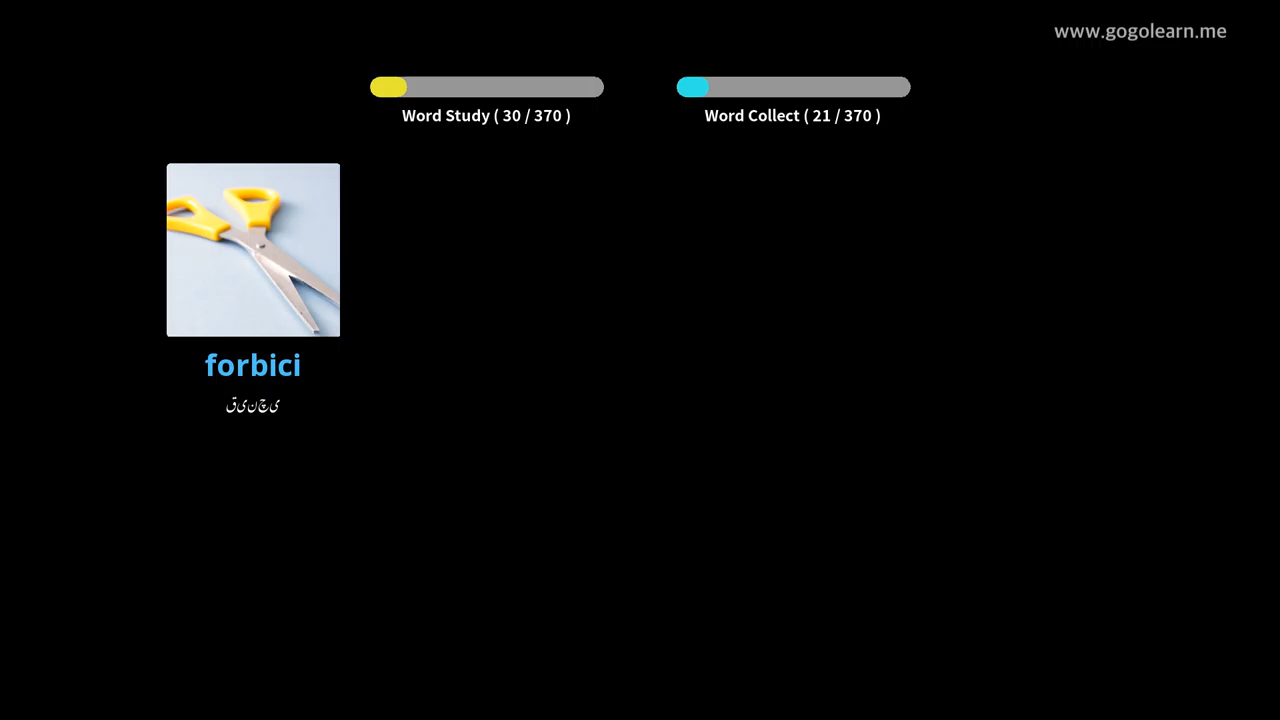 www.gogolearn.me
Word Study ( 30 / 370 )
Word Collect ( 21 / 370 )
forbici
قینچی